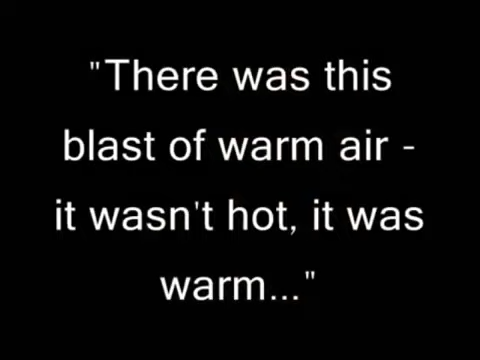 "There was this
blast of warm air -
it wasn't hot, it was
warm..."